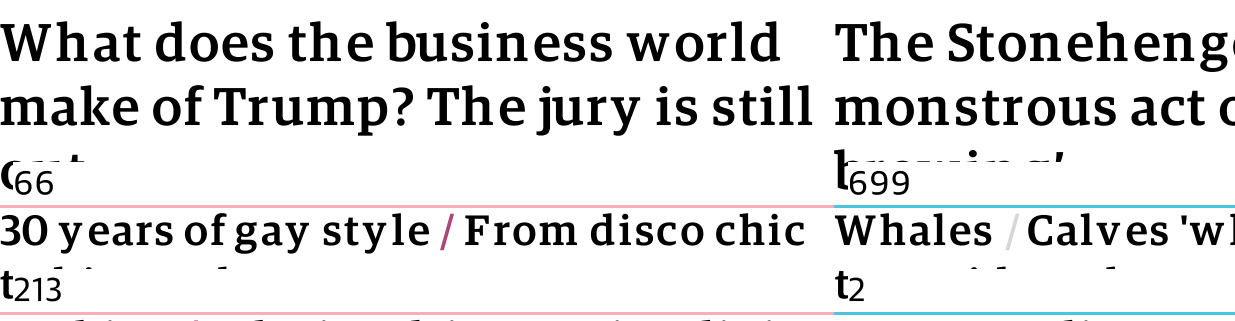 What does the business world
make of Trump? The jury is still
66
30 years of gay style / From disco chic
213
The Stonehenge
monstrous act
699
Whales / Calves
2